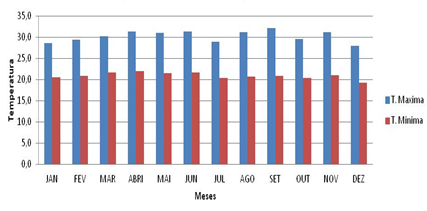 35,0
30,0
25,0
20,0
15,0
10,0
5,0
0,0
Temperatura
JAN FEV MAR ABRI MAI JUN JUL AGO SET OUT NOV DEZ
Meses
T. Maxima
T. Minima